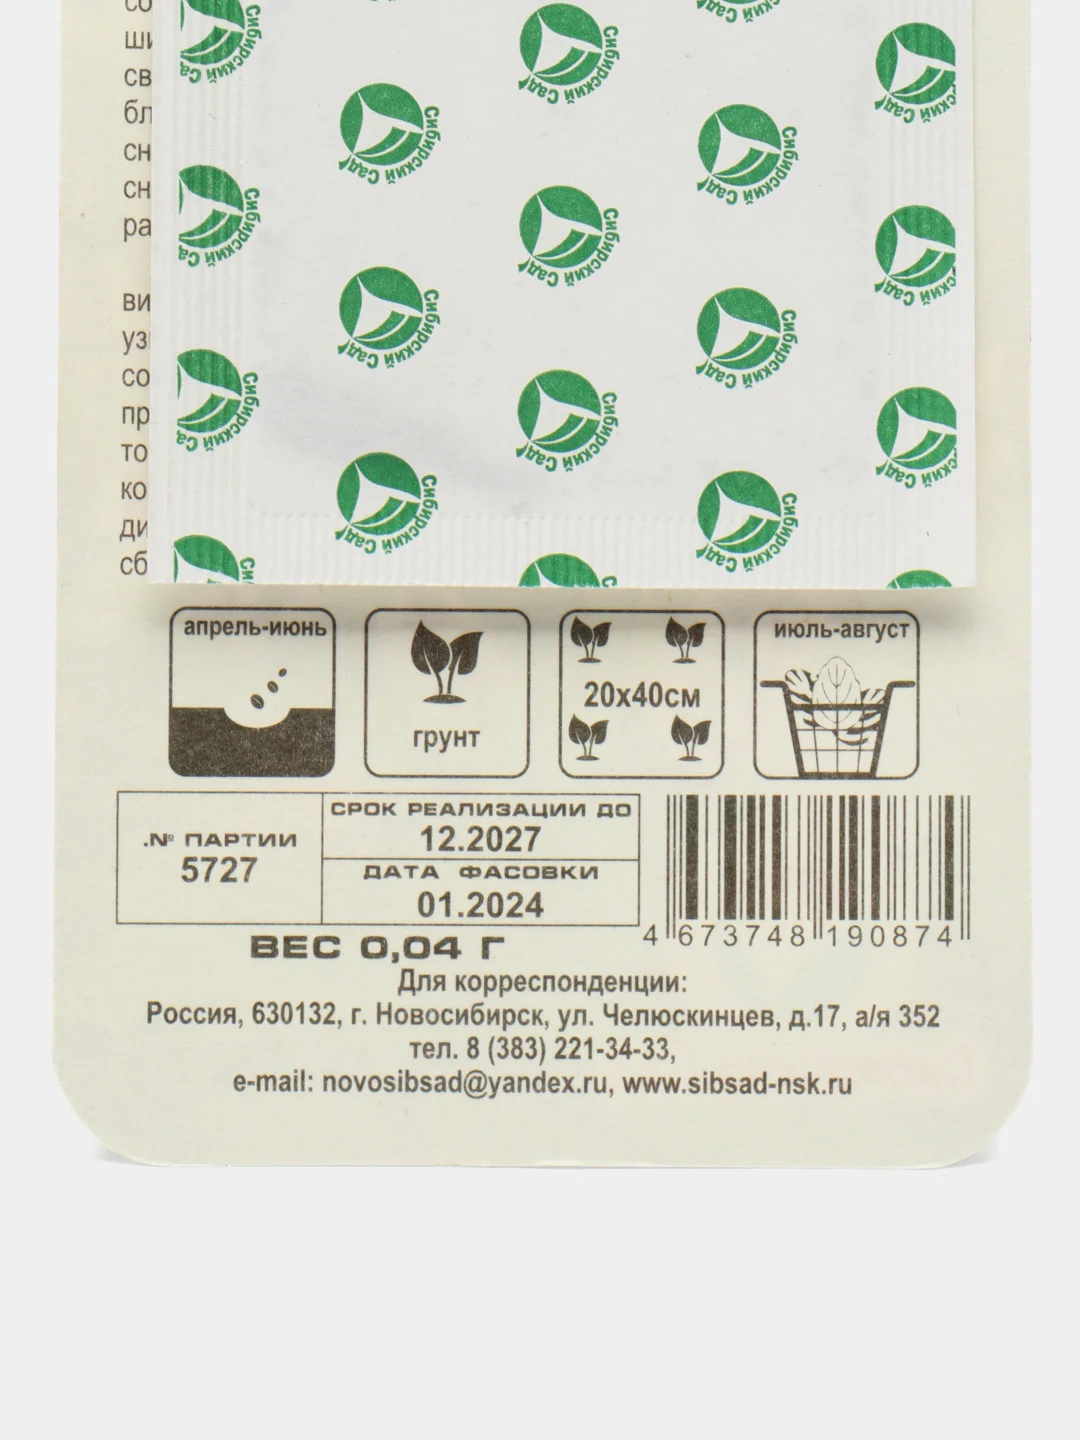 Сибирский Сад!
апрель-июнь
грунт
20х40см
июль-август
№ ПАРТИИ
5727
СРОК РЕАЛИЗАЦИИ ДО
12.2027
ДАТА ФАСОВКИ
01.2024
4 673748 190874
ВЕС 0,04 Г
Для корреспонденции:
Россия, 630132, г. Новосибирск, ул. Челюскинцев, д.17, а/я 352
тел. 8 (383) 221-34-33,
e-mail: novosibsad@yandex.ru, www.sibsad-nsk.ru